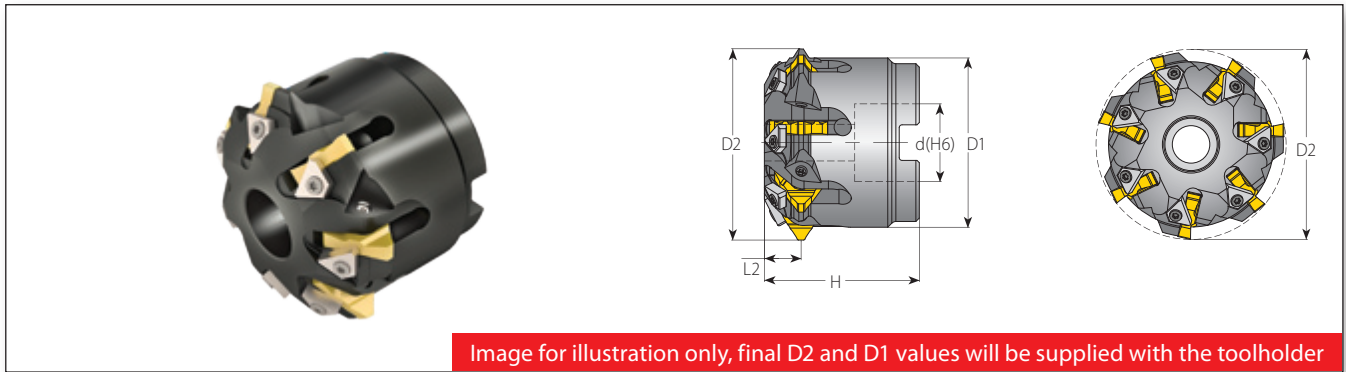 D2
L2
H
d(H6)
D1
D2
Image for illustration only, final D2 and D1 values will be supplied with the toolholder